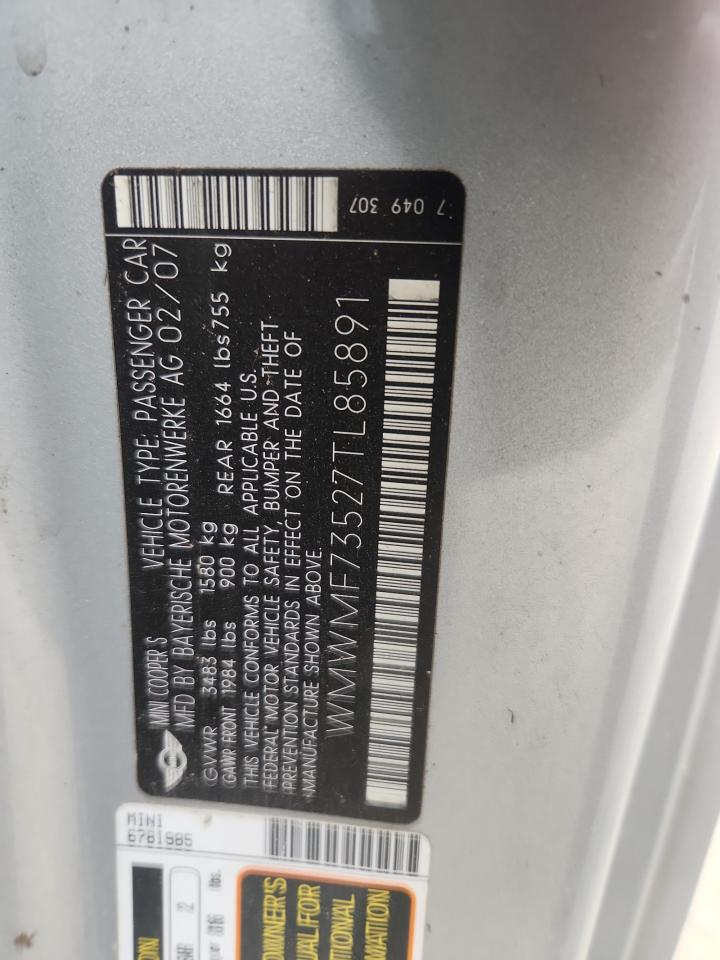 MINI COOPER S VEHICLE TYPE: PASSENGER CAR
MFD BY BAYERISCHE MOTORENWERKE AG 02/07
GVWR 3483 lbs 1580 kg
GAWR FRONT 1984 lbs 900 kg REAR 1664 lbs 755 kg
THIS VEHICLE CONFORMS TO ALL APPLICABLE U.S.
FEDERAL MOTOR VEHICLE SAFETY, BUMPER AND THEFT
PREVENTION STANDARDS IN EFFECT ON THE DATE OF
MANUFACTURE SHOWN ABOVE.
WMWMF73527TL85891
7 049 307
MINI
6781985
lbs.
OWNER'S
UAL FOR
TIONAL
MATION